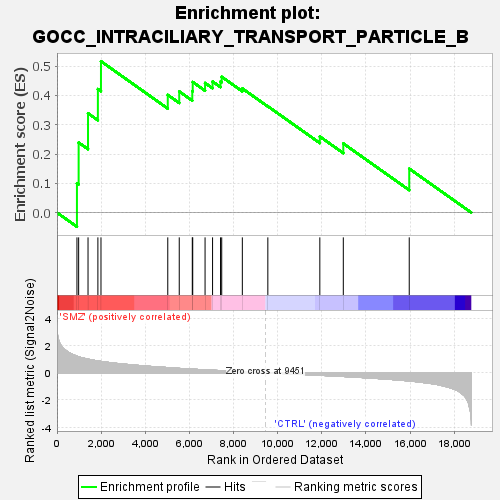 Enrichment plot:
GOCC_INTRACILIARY_TRANSPORT_PARTICLE_B
Enrichment score (ES)
0.5
0.4
0.3
0.2
0.1
0.0
Ranked list metric (Signal2Noise)
4
2
0
-2
-4
'SMZ' (positively correlated)
Zero cross at 9451
'CTRL' (negatively correlated)
0 2,000 4,000 6,000 8,000 10,000 12,000 14,000 16,000 18,000
Rank in Ordered Dataset
Enrichment profile Hits Ranking metric scores